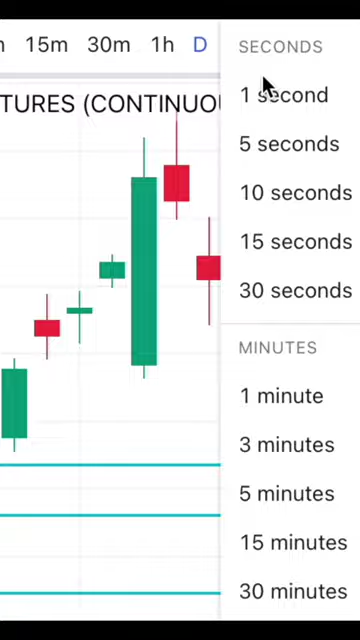 15m 30m 1h D
TURES (CONTINUOU
SECONDS
1 second
5 seconds
10 seconds
15 seconds
30 seconds
MINUTES
1 minute
3 minutes
5 minutes
15 minutes
30 minutes